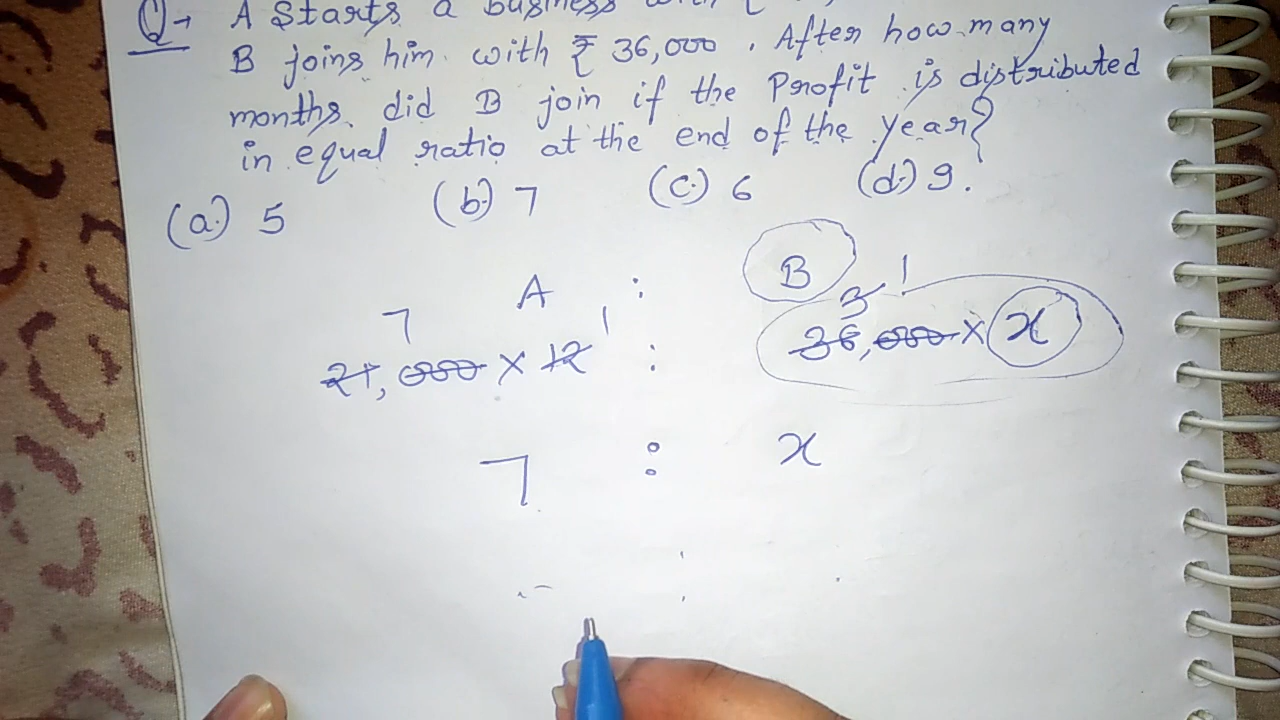 Q→ A Starts a business with ₹
B joins him with ₹ 36,000 . After how many
months did B join if the Profit is distributed
in equal ratio at the end of the year?
(a.) 5 (b.) 7 (c.) 6 (d.) 9.
A : B
7 1 3 1
21,000 × 12 : 36,000 × x
7 : x